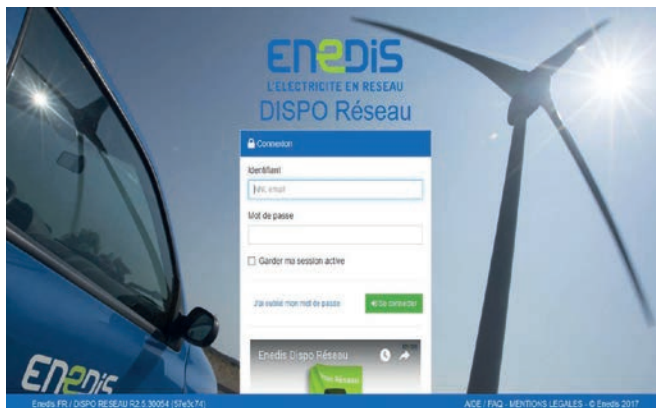 ENEDIS
L'ELECTRICITE EN RESEAU
DISPO Réseau
Connexion
Identifiant
NNI, email
Mot de passe
Garder ma session active
J'ai oublié mon mot de passe
Se connecter
Enedis Dispo Réseau
ENEDIS
Enedis FR / DISPO RESEAU R2.5.30054 (57e3c74)
AIDE / FAQ - MENTIONS LEGALES - © Enedis 2017